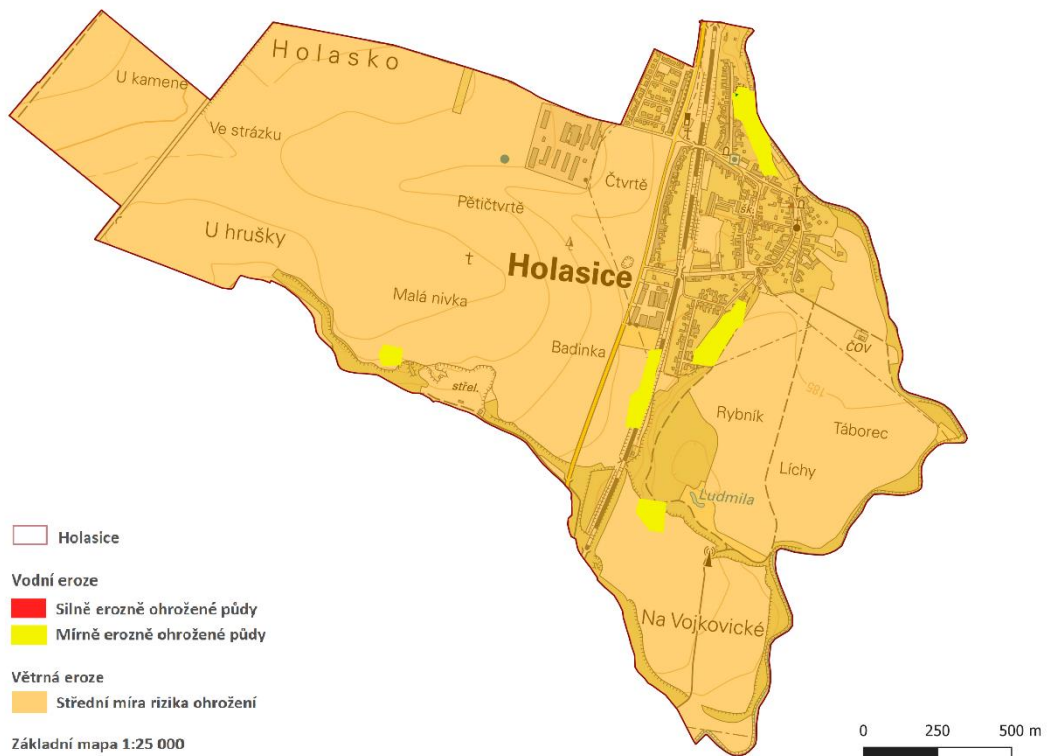 Holasko
U kamene
Ve strázku
Čtvrtě
Pětičtvrtě
šk.
U hrušky
Holasice
Malá nivka
Badinka
ČOV
střel.
185
Rybník
Táborec
Líchy
Ludmila
Na Vojkovické
Holasice
Vodní eroze
Silně erozně ohrožené půdy
Mírně erozně ohrožené půdy
Větrná eroze
Střední míra rizika ohrožení
Základní mapa 1:25 000
0 250 500 m